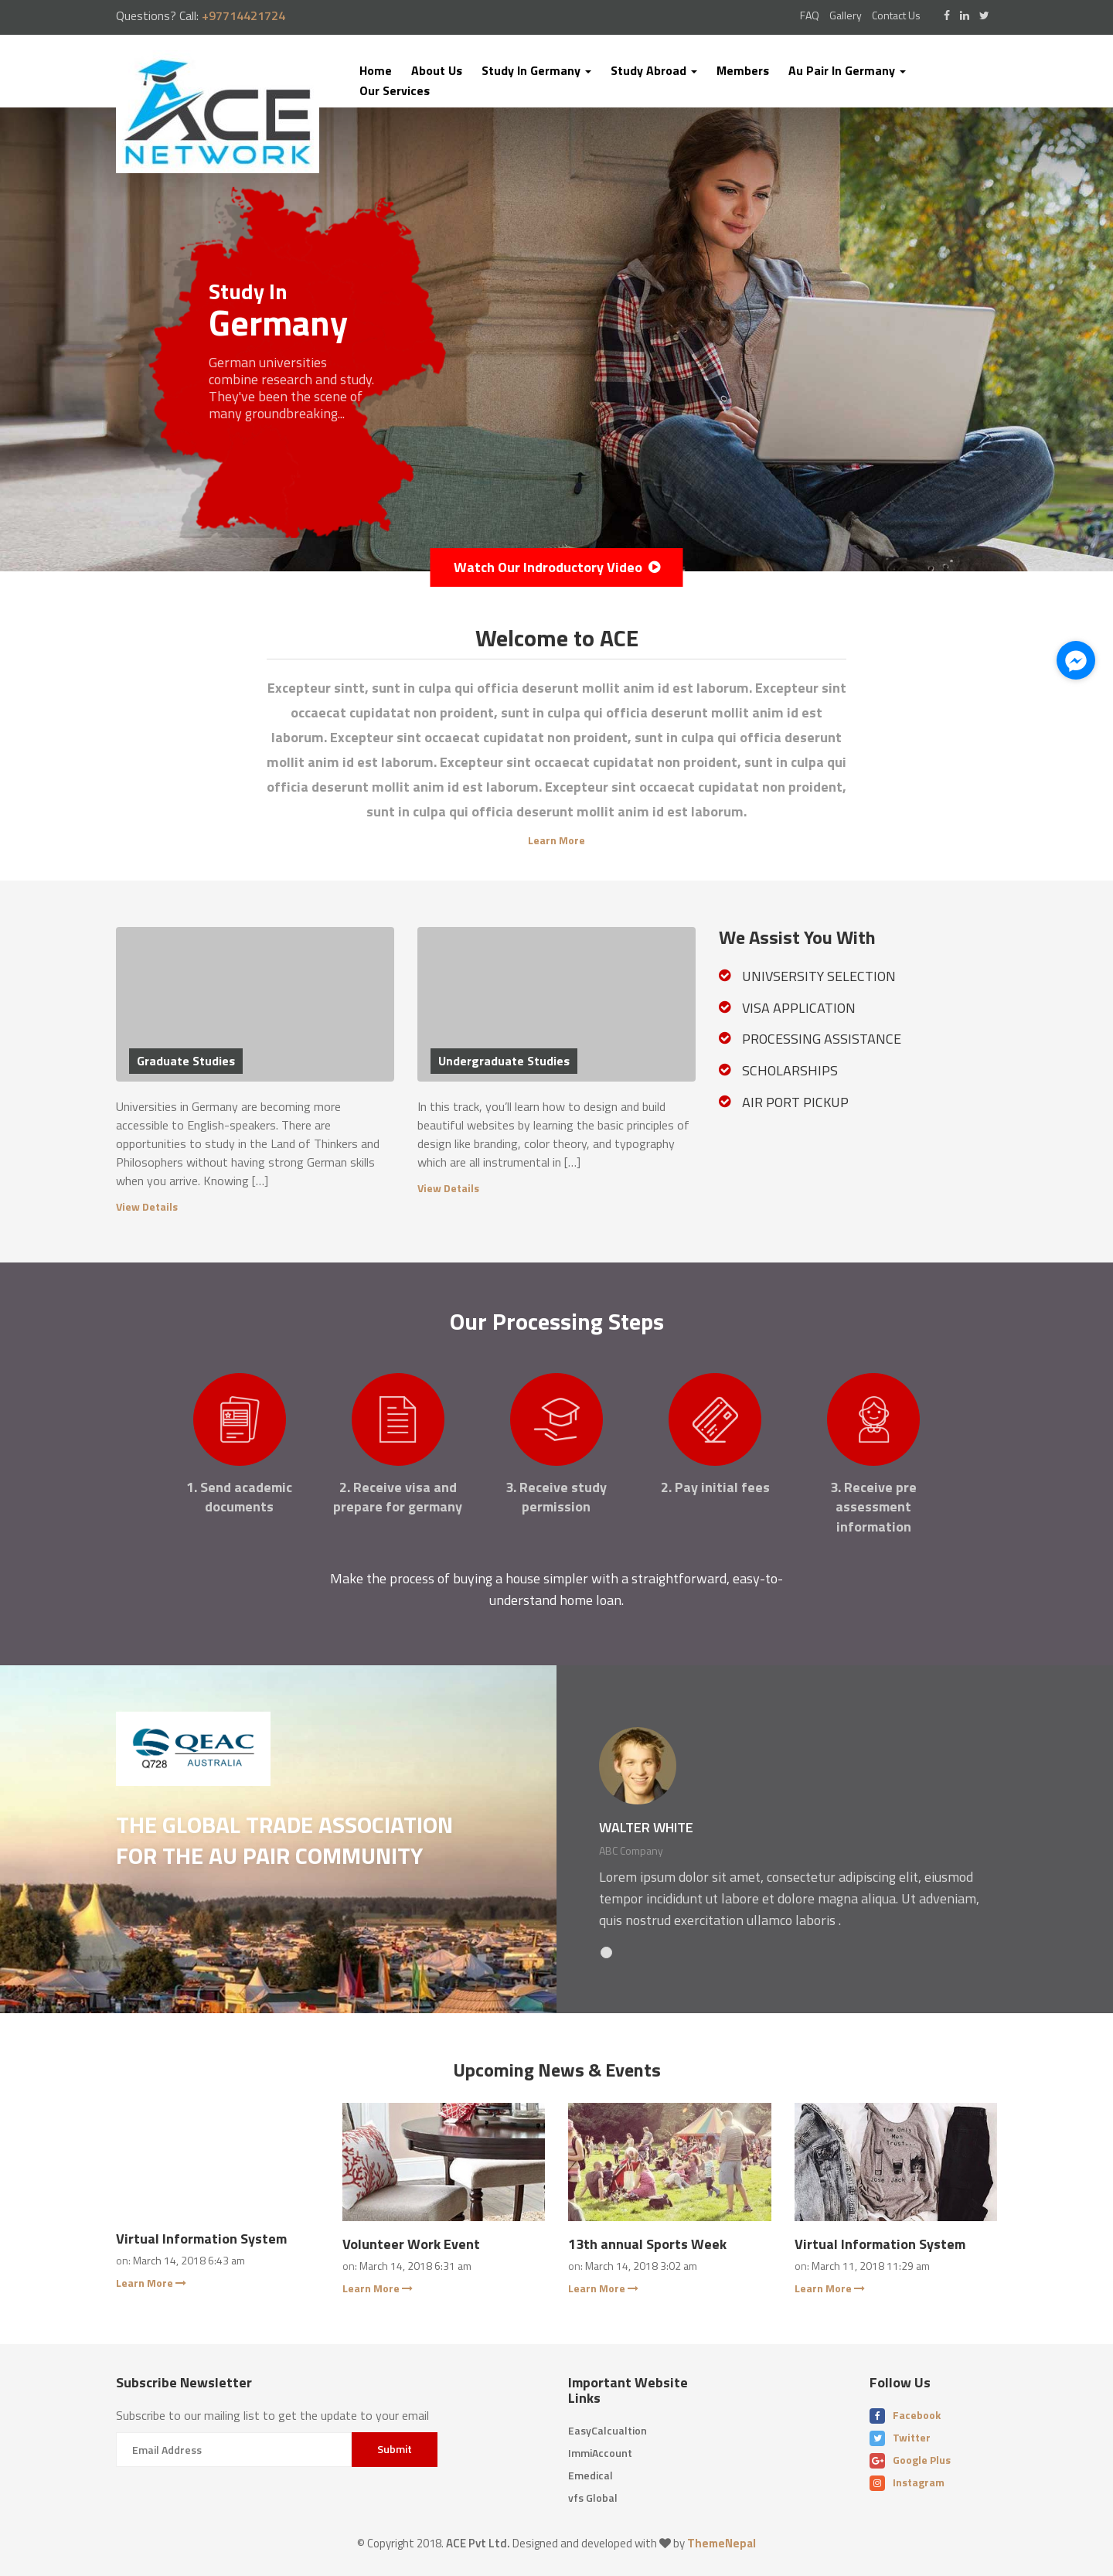 Questions? Call: +97714421724
FAQ Gallery Contact Us
ACE
NETWORK
Home About Us Study In Germany Study Abroad Members Au Pair In Germany
Our Services
Study In
Germany
German universities
combine research and study.
They've been the scene of
many groundbreaking...
Watch Our Indroductory Video
Welcome to ACE
Excepteur sintt, sunt in culpa qui officia deserunt mollit anim id est laborum. Excepteur sint
occaecat cupidatat non proident, sunt in culpa qui officia deserunt mollit anim id est
laborum. Excepteur sint occaecat cupidatat non proident, sunt in culpa qui officia deserunt
mollit anim id est laborum. Excepteur sint occaecat cupidatat non proident, sunt in culpa qui
officia deserunt mollit anim id est laborum. Excepteur sint occaecat cupidatat non proident,
sunt in culpa qui officia deserunt mollit anim id est laborum.
Learn More
Graduate Studies
Universities in Germany are becoming more
accessible to English-speakers. There are
opportunities to study in the Land of Thinkers and
Philosophers without having strong German skills
when you arrive. Knowing […]
View Details
Undergraduate Studies
In this track, you’ll learn how to design and build
beautiful websites by learning the basic principles of
design like branding, color theory, and typography
which are all instrumental in […]
View Details
We Assist You With
UNIVSERSITY SELECTION
VISA APPLICATION
PROCESSING ASSISTANCE
SCHOLARSHIPS
AIR PORT PICKUP
Our Processing Steps
1. Send academic
documents
2. Receive visa and
prepare for germany
3. Receive study
permission
2. Pay initial fees
3. Receive pre
assessment
information
Make the process of buying a house simpler with a straightforward, easy-to-
understand home loan.
QEAC
Q728 AUSTRALIA
THE GLOBAL TRADE ASSOCIATION
FOR THE AU PAIR COMMUNITY
WALTER WHITE
ABC Company
Lorem ipsum dolor sit amet, consectetur adipiscing elit, eiusmod
tempor incididunt ut labore et dolore magna aliqua. Ut adveniam,
quis nostrud exercitation ullamco laboris .
Upcoming News & Events
Virtual Information System
on: March 14, 2018 6:43 am
Learn More
Volunteer Work Event
on: March 14, 2018 6:31 am
Learn More
13th annual Sports Week
on: March 14, 2018 3:02 am
Learn More
The Only
Men
Trust...
Jose Jack Jim
Virtual Information System
on: March 11, 2018 11:29 am
Learn More
Subscribe Newsletter
Subscribe to our mailing list to get the update to your email
Email Address
Submit
Important Website
Links
EasyCalcualtion
ImmiAccount
Emedical
vfs Global
Follow Us
Facebook
Twitter
Google Plus
Instagram
© Copyright 2018. ACE Pvt Ltd. Designed and developed with by ThemeNepal